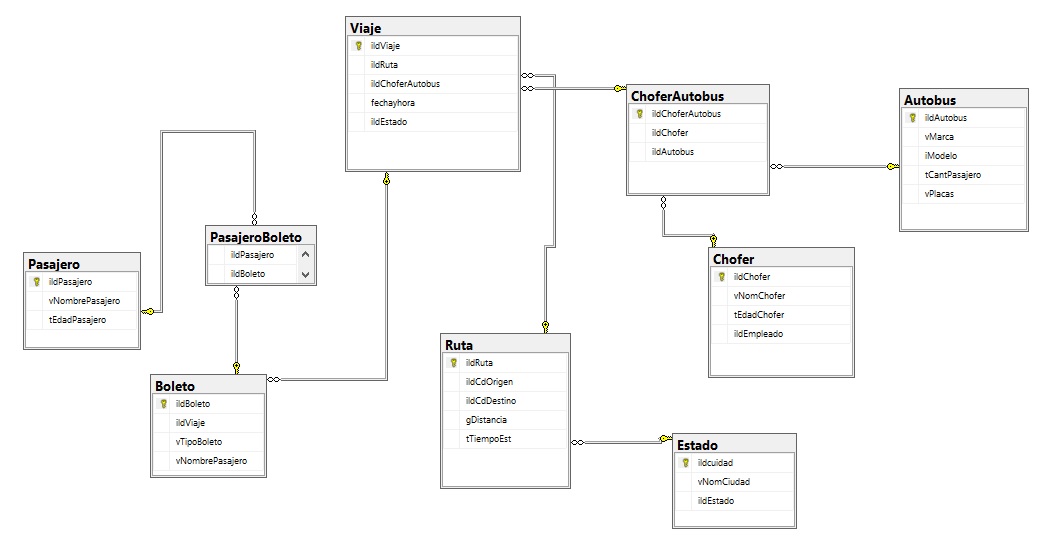 Viaje
iIdViaje
iIdRuta
iIdChoferAutobus
fechayhora
iIdEstado
ChoferAutobus
iIdChoferAutobus
iIdChofer
iIdAutobus
Autobus
iIdAutobus
vMarca
iModelo
tCantPasajero
vPlacas
PasajeroBoleto
iIdPasajero
iIdBoleto
Pasajero
iIdPasajero
vNombrePasajero
tEdadPasajero
Chofer
iIdChofer
vNomChofer
tEdadChofer
iIdEmpleado
Ruta
iIdRuta
iIdCdOrigen
iIdCdDestino
gDistancia
tTiempoEst
Boleto
iIdBoleto
iIdViaje
vTipoBoleto
vNombrePasajero
Estado
iIdcuidad
vNomCiudad
iIdEstado